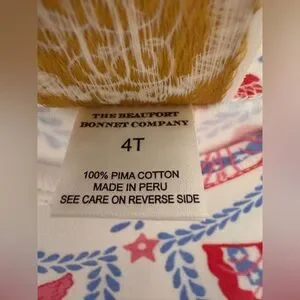 THE BEAUFORT
BONNET COMPANY
4T
100% PIMA COTTON
MADE IN PERU
SEE CARE ON REVERSE SIDE